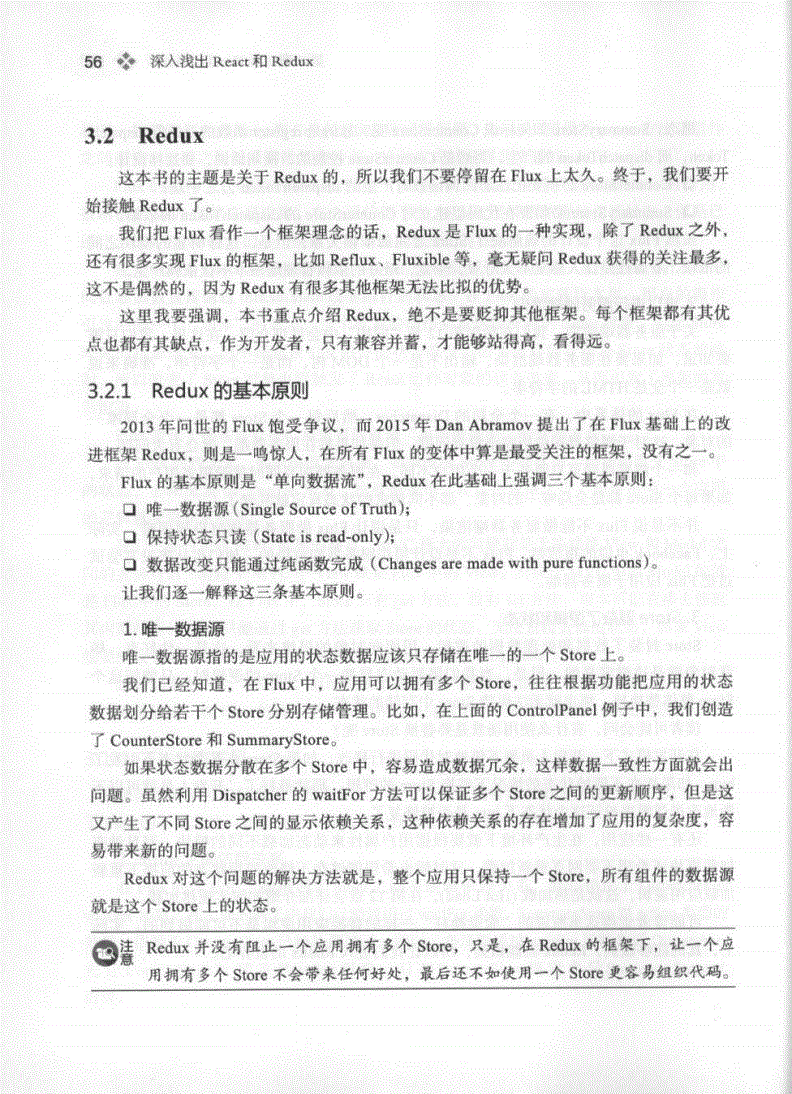 56 深入浅出 React 和 Redux
3.2 Redux
这本书的主题是关于 Redux 的，所以我们不要停留在 Flux 上太久。终于，我们要开
始接触 Redux 了。
我们把 Flux 看作一个框架理念的话，Redux 是 Flux 的一种实现，除了 Redux 之外，
还有很多实现 Flux 的框架，比如 Reflux、Fluxible 等，毫无疑问 Redux 获得的关注最多，
这不是偶然的，因为 Redux 有很多其他框架无法比拟的优势。
这里我要强调，本书重点介绍 Redux，绝不是要贬抑其他框架。每个框架都有其优
点也都有其缺点，作为开发者，只有兼容并蓄，才能够站得高，看得远。
3.2.1 Redux 的基本原则
2013 年问世的 Flux 饱受争议，而 2015 年 Dan Abramov 提出了在 Flux 基础上的改
进框架 Redux，则是一鸣惊人，在所有 Flux 的变体中算是最受关注的框架，没有之一。
Flux 的基本原则是“单向数据流”，Redux 在此基础上强调三个基本原则：
❑ 唯一数据源（Single Source of Truth）；
❑ 保持状态只读（State is read-only）；
❑ 数据改变只能通过纯函数完成（Changes are made with pure functions）。
让我们逐一解释这三条基本原则。
1. 唯一数据源
唯一数据源指的是应用的状态数据应该只存储在唯一的一个 Store 上。
我们已经知道，在 Flux 中，应用可以拥有多个 Store，往往根据功能把应用的状态
数据划分给若干个 Store 分别存储管理。比如，在上面的 ControlPanel 例子中，我们创造
了 CounterStore 和 SummaryStore。
如果状态数据分散在多个 Store 中，容易造成数据冗余，这样数据一致性方面就会出
问题。虽然利用 Dispatcher 的 waitFor 方法可以保证多个 Store 之间的更新顺序，但是这
又产生了不同 Store 之间的显示依赖关系，这种依赖关系的存在增加了应用的复杂度，容
易带来新的问题。
Redux 对这个问题的解决方法就是，整个应用只保持一个 Store，所有组件的数据源
就是这个 Store 上的状态。
注意 Redux 并没有阻止一个应用拥有多个 Store，只是，在 Redux 的框架下，让一个应
用拥有多个 Store 不会带来任何好处，最后还不如使用一个 Store 更容易组织代码。